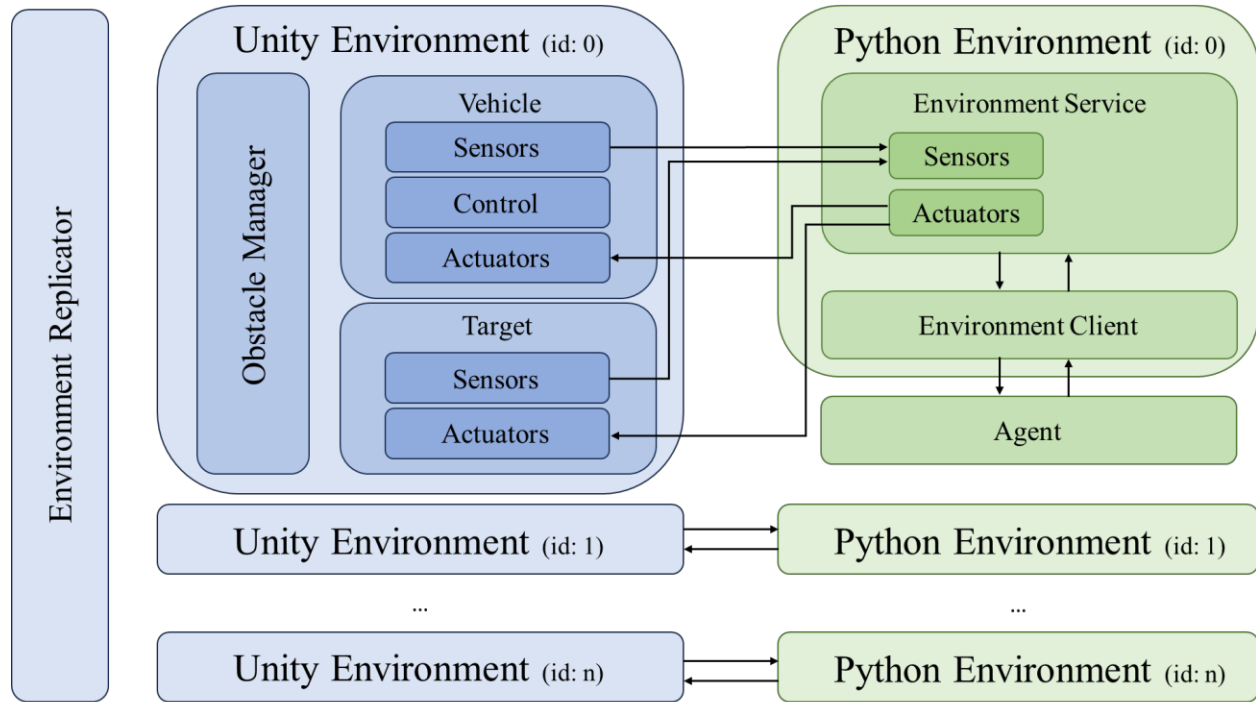 Environment Replicator
Unity Environment (id: 0)
Obstacle Manager
Vehicle
Sensors
Control
Actuators
Target
Sensors
Actuators
Python Environment (id: 0)
Environment Service
Sensors
Actuators
Environment Client
Agent
Unity Environment (id: 1)
Python Environment (id: 1)
...
...
Unity Environment (id: n)
Python Environment (id: n)